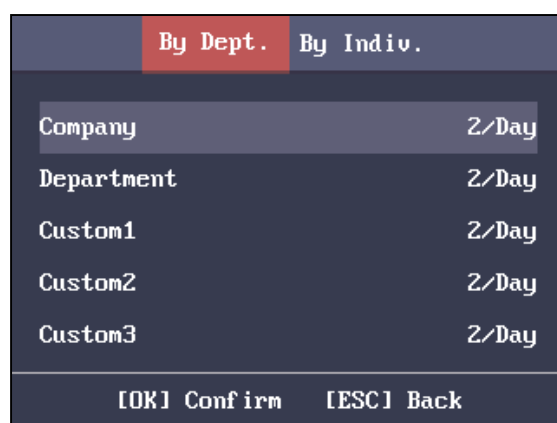 By Dept. By Indiv.
Company 2/Day
Department 2/Day
Custom1 2/Day
Custom2 2/Day
Custom3 2/Day
[OK] Confirm [ESC] Back